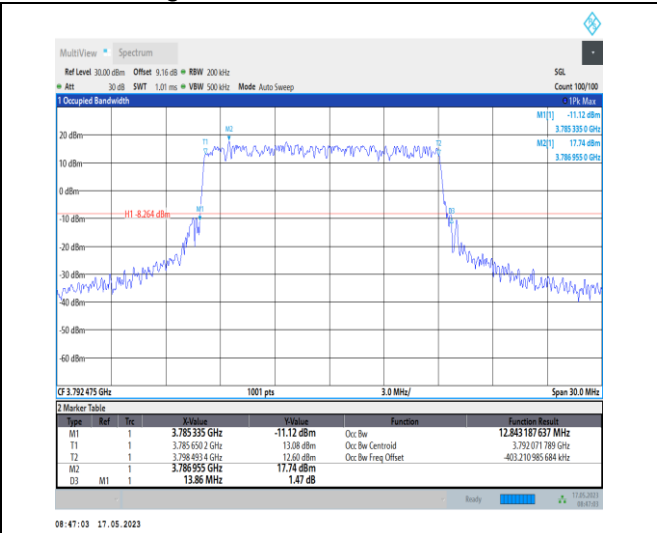 MultiView Spectrum
Ref Level 30.00 dBm Offset 9.16 dB RBW 200 kHz SGL
Att 30 dB SWT 1.01 ms VBW 500 kHz Mode Auto Sweep Count 100/100
1 Occupied Bandwidth 1Pk Max
M1[1] -11.12 dBm
3.785 335 0 GHz
M2[1] 17.74 dBm
3.786 955 0 GHz
M2
T1
T2
20 dBm
10 dBm
0 dBm
M1
D3
H1 -8.264 dBm
-10 dBm
-20 dBm
-30 dBm
-40 dBm
-50 dBm
-60 dBm
CF 3.792 475 GHz 1001 pts 3.0 MHz/ Span 30.0 MHz
2 Marker Table
Type Ref Trc X-Value Y-Value Function Function Result
M1 1 3.785 335 GHz -11.12 dBm Occ Bw 12.843 187 637 MHz
T1 1 3.785 650 2 GHz 13.08 dBm Occ Bw Centroid 3.792 071 789 GHz
T2 1 3.798 493 4 GHz 12.60 dBm Occ Bw Freq Offset -403.210 985 684 kHz
M2 1 3.786 955 GHz 17.74 dBm
D3 M1 1 13.86 MHz 1.47 dB
Ready 17.05.2023
08:47:03
08:47:03 17.05.2023